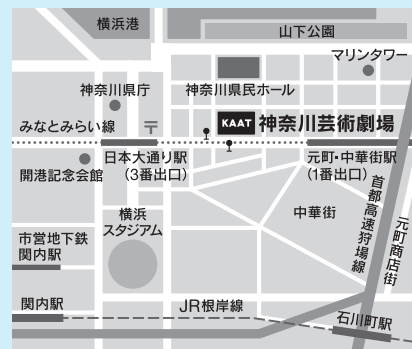 横浜港
山下公園
マリンタワー
神奈川県庁
神奈川県民ホール
KAAT 神奈川芸術劇場
みなとみらい線
〒
日本大通り駅
(3番出口)
元町・中華街駅
(1番出口)
開港記念会館
横浜
スタジアム
中華街
首都高速狩場線
元町商店街
市営地下鉄
関内駅
関内駅
JR根岸線
石川町駅